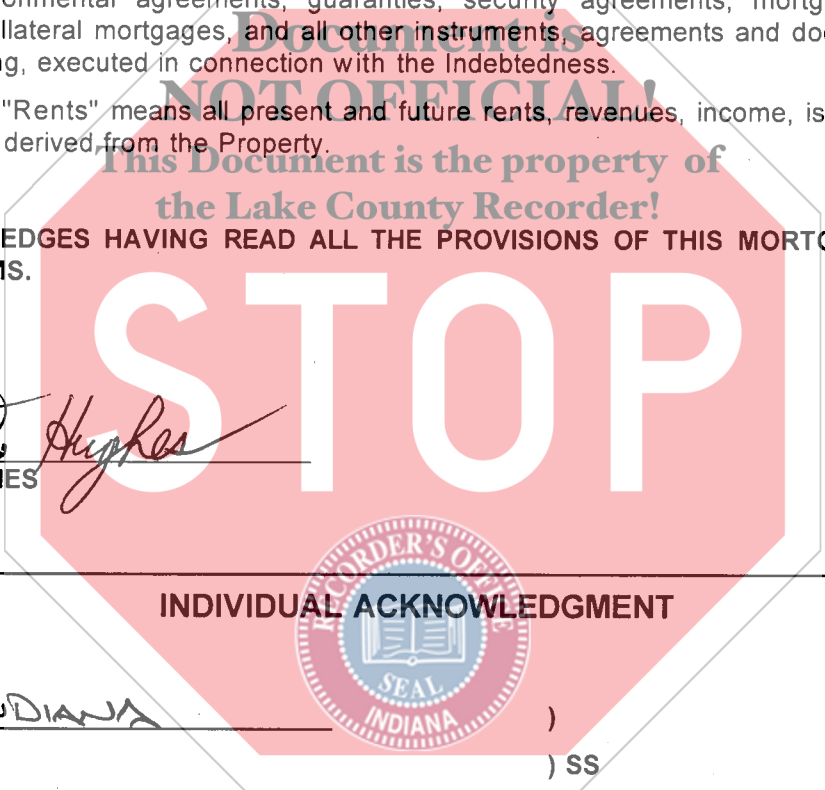 onmental agreements, guaranties, security agreements, mortg
Document is
llateral mortgages, and all other instruments, agreements and doc
g, executed in connection with the Indebtedness.
NOT OFFICIAL!
"Rents" means all present and future rents, revenues, income, is
derived from the Property.
This Document is the property of
the Lake County Recorder!
EDGES HAVING READ ALL THE PROVISIONS OF THIS MORTG
MS.
STOP
Hughes
ES
RECORDER'S OFFICE
INDIVIDUAL ACKNOWLEDGMENT
SEAL
INDIANA
DIANA )
) SS